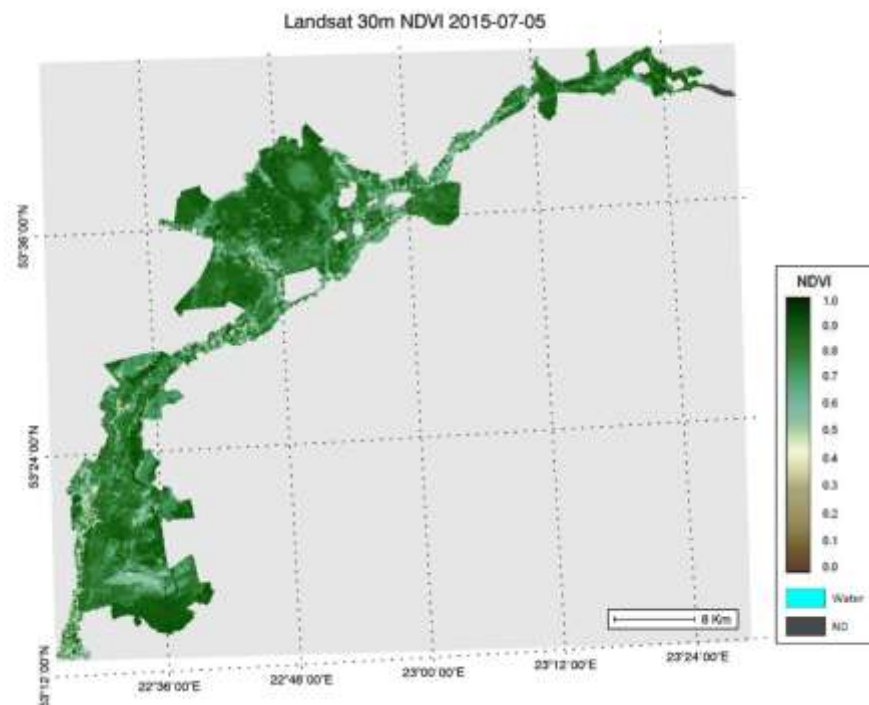 Landsat 30m NDVI 2015-07-05
53°36'00"N
53°24'00"N
53°12'00"N
22°36'00"E
22°48'00"E
23°00'00"E
23°12'00"E
23°24'00"E
8 Km
NDVI
1.0
0.9
0.8
0.7
0.6
0.5
0.4
0.3
0.2
0.1
0.0
Water
ND